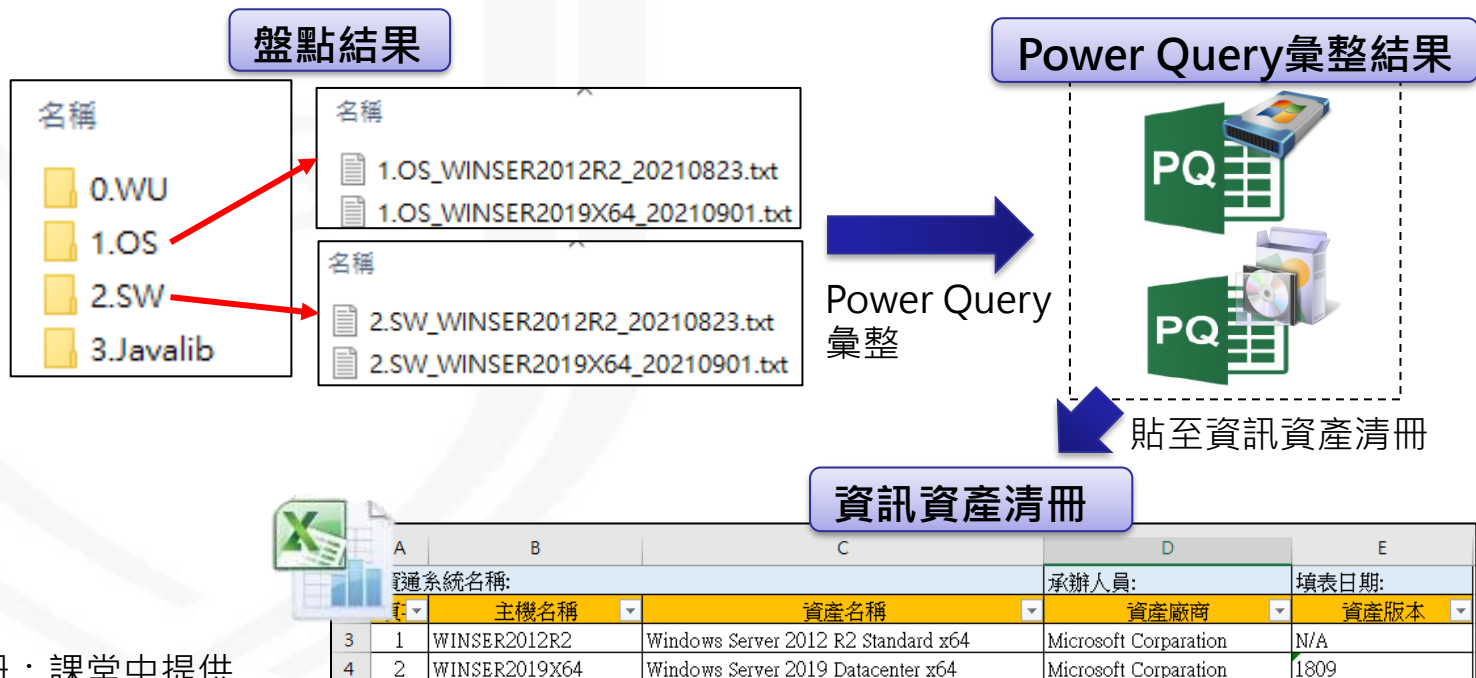 盤點結果
Power Query彙整結果
名稱
0.WU
1.OS
2.SW
3.Javalib
名稱
1.OS_WINSER2012R2_20210823.txt
1.OS_WINSER2019X64_20210901.txt
名稱
2.SW_WINSER2012R2_20210823.txt
2.SW_WINSER2019X64_20210901.txt
Power Query
彙整
PQ
PQ
貼至資訊資產清冊
資訊資產清冊
A B C D E
資通系統名稱: 承辦人員: 填表日期:
主機名稱 資產名稱 資產廠商 資產版本
3 1 WINSER2012R2 Windows Server 2012 R2 Standard x64 Microsoft Corparation N/A
4 2 WINSER2019X64 Windows Server 2019 Datacenter x64 Microsoft Corparation 1809
：課堂中提供